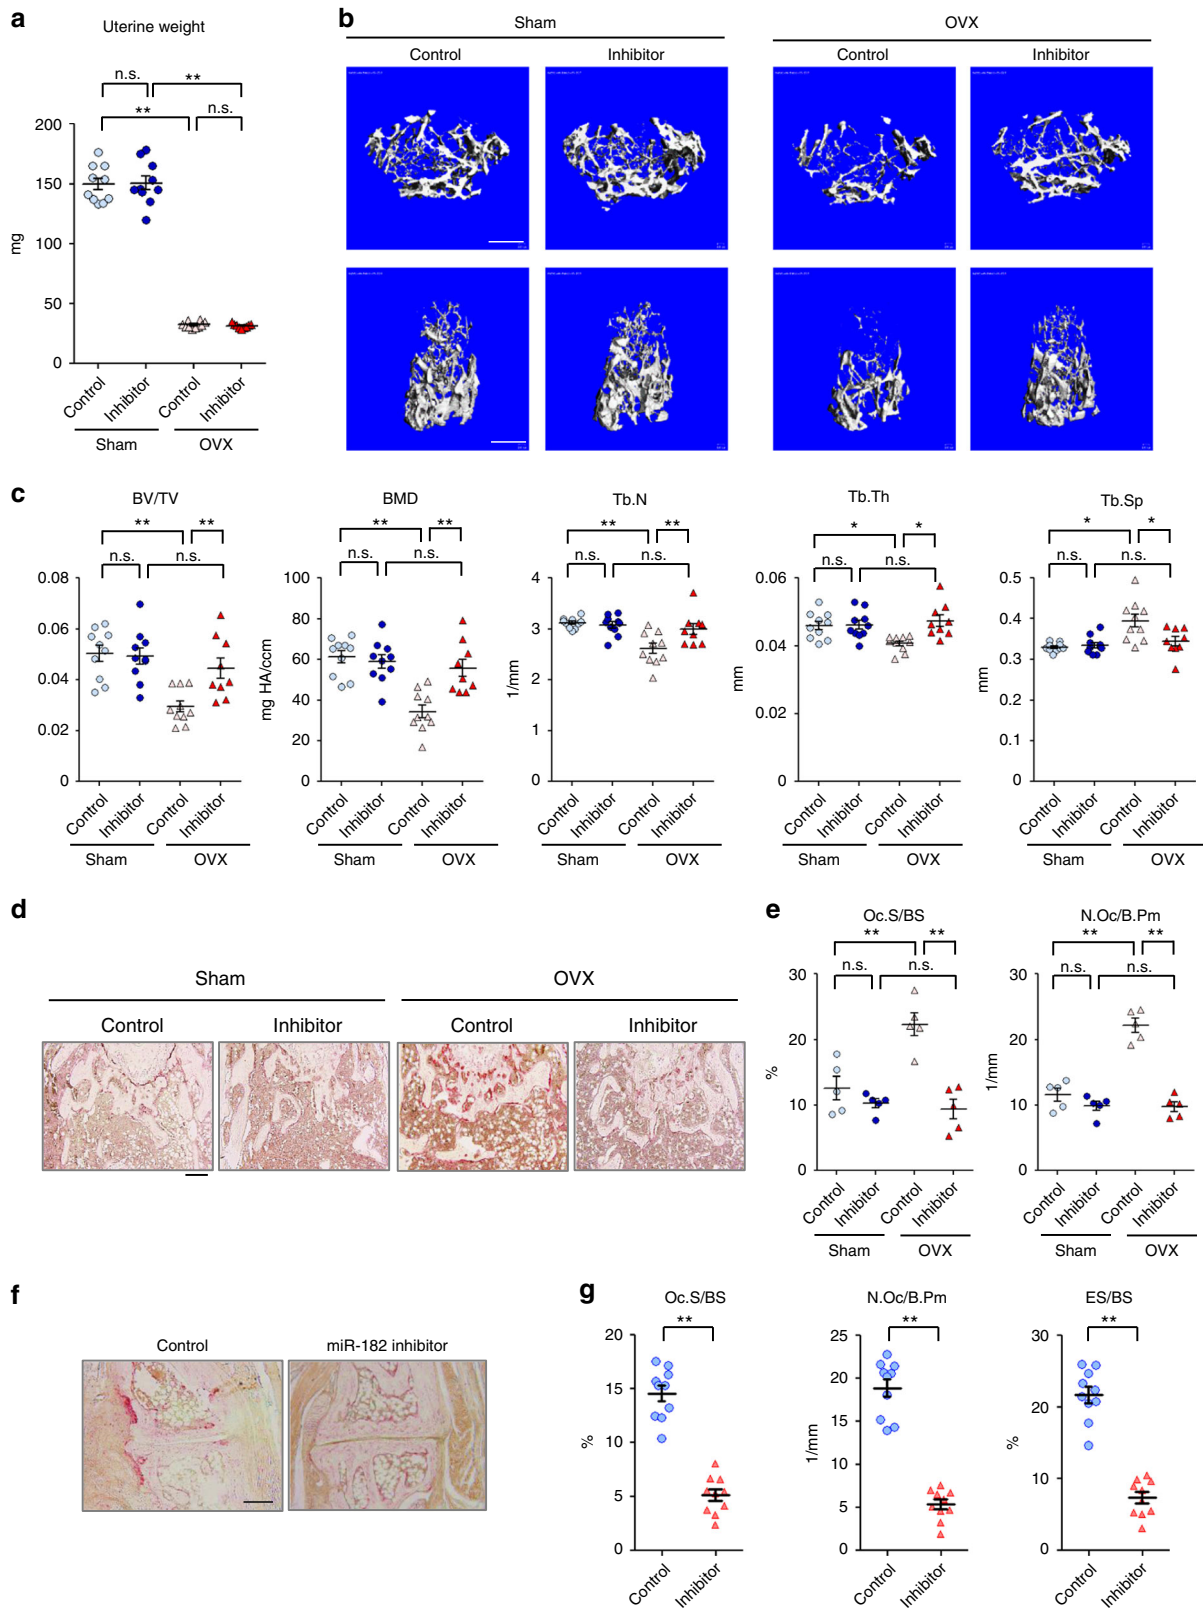 a
Uterine weight
n.s.
**
**
n.s.
200
150
100
50
0
mg
Control
Inhibitor
Control
Inhibitor
Sham
OVX
b
Sham
OVX
Control
Inhibitor
Control
Inhibitor
c
BV/TV
**
**
n.s.
n.s.
0.08
0.06
0.04
0.02
0
Control
Inhibitor
Control
Inhibitor
Sham
OVX
BMD
**
**
n.s.
n.s.
100
80
60
40
20
0
mg HA/ccm
Control
Inhibitor
Control
Inhibitor
Sham
OVX
Tb.N
**
**
n.s.
n.s.
4
3
2
1
0
1/mm
Control
Inhibitor
Control
Inhibitor
Sham
OVX
Tb.Th
*
*
n.s.
n.s.
0.06
0.04
0.02
0
mm
Control
Inhibitor
Control
Inhibitor
Sham
OVX
Tb.Sp
*
*
n.s.
n.s.
0.5
0.4
0.3
0.2
0.1
0
mm
Control
Inhibitor
Control
Inhibitor
Sham
OVX
d
Sham
OVX
Control
Inhibitor
Control
Inhibitor
e
Oc.S/BS
**
**
n.s.
n.s.
30
20
10
0
%
Control
Inhibitor
Control
Inhibitor
Sham
OVX
N.Oc/B.Pm
**
**
n.s.
n.s.
30
20
10
0
1/mm
Control
Inhibitor
Control
Inhibitor
Sham
OVX
f
Control
miR-182 inhibitor
g
Oc.S/BS
**
20
15
10
5
0
%
Control
Inhibitor
N.Oc/B.Pm
**
25
20
15
10
5
0
1/mm
Control
Inhibitor
ES/BS
**
30
20
10
0
%
Control
Inhibitor